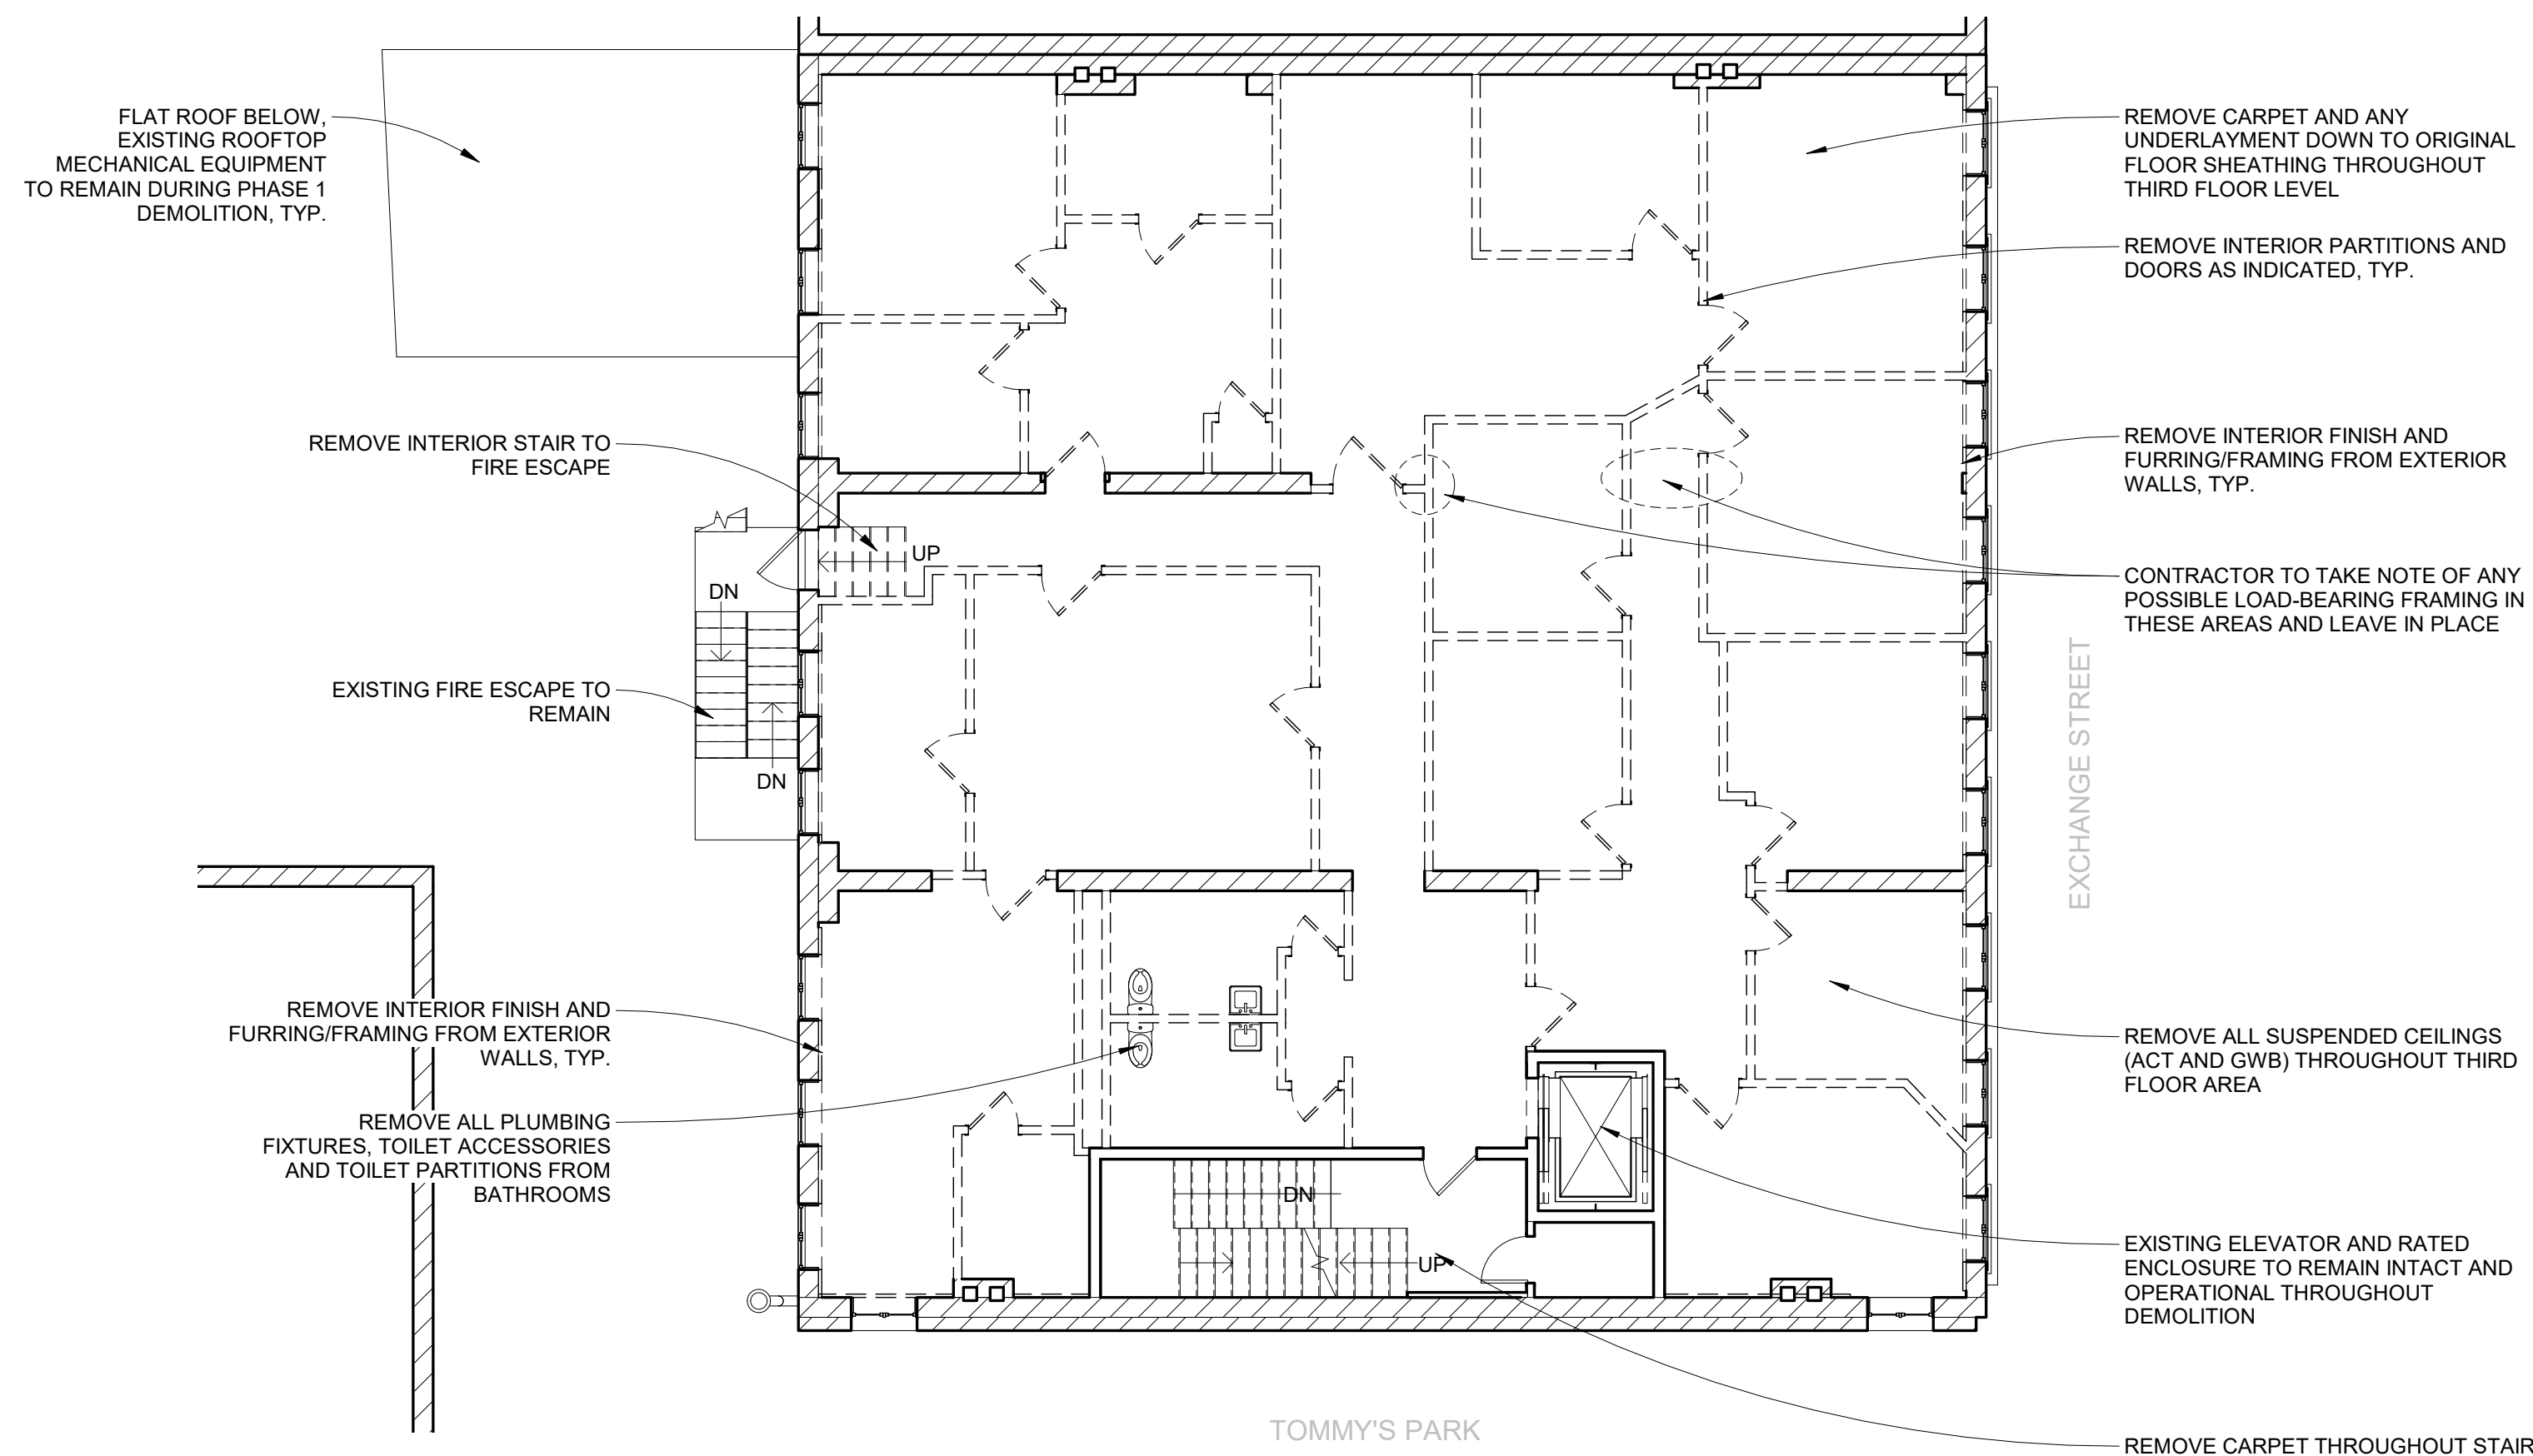 FLAT ROOF BELOW,
EXISTING ROOFTOP
MECHANICAL EQUIPMENT
TO REMAIN DURING PHASE 1
DEMOLITION, TYP.
REMOVE INTERIOR STAIR TO
FIRE ESCAPE
EXISTING FIRE ESCAPE TO
REMAIN
REMOVE INTERIOR FINISH AND
FURRING/FRAMING FROM EXTERIOR
WALLS, TYP.
REMOVE ALL PLUMBING
FIXTURES, TOILET ACCESSORIES
AND TOILET PARTITIONS FROM
BATHROOMS
UP
DN
DN
DN
UP
REMOVE CARPET AND ANY
UNDERLAYMENT DOWN TO ORIGINAL
FLOOR SHEATHING THROUGHOUT
THIRD FLOOR LEVEL
REMOVE INTERIOR PARTITIONS AND
DOORS AS INDICATED, TYP.
REMOVE INTERIOR FINISH AND
FURRING/FRAMING FROM EXTERIOR
WALLS, TYP.
CONTRACTOR TO TAKE NOTE OF ANY
POSSIBLE LOAD-BEARING FRAMING IN
THESE AREAS AND LEAVE IN PLACE
EXCHANGE STREET
REMOVE ALL SUSPENDED CEILINGS
(ACT AND GWB) THROUGHOUT THIRD
FLOOR AREA
EXISTING ELEVATOR AND RATED
ENCLOSURE TO REMAIN INTACT AND
OPERATIONAL THROUGHOUT
DEMOLITION
REMOVE CARPET THROUGHOUT STAIR
TOMMY'S PARK